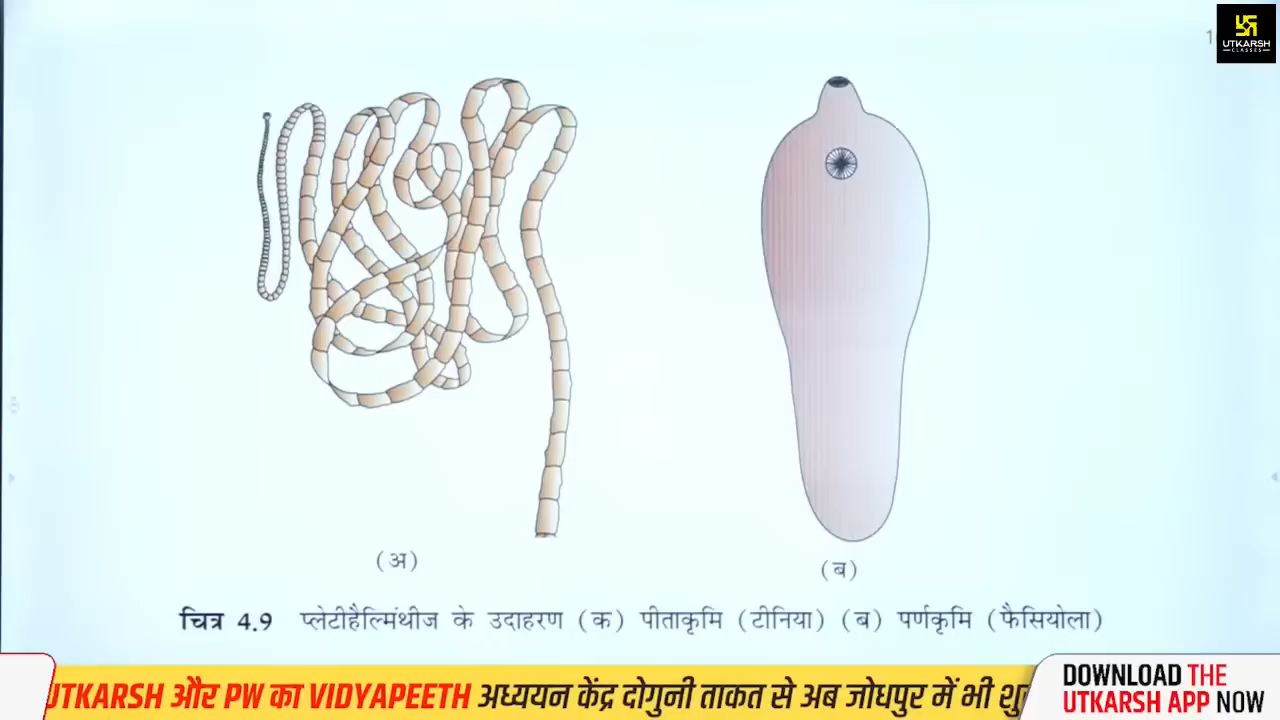 UTKARSH
CLASSES
(अ)
(ब)
चित्र 4.9 प्लेटीहैल्मिंथीज के उदाहरण (क) पीताकृमि (टीनिया) (ब) पर्णकृमि (फैसियोला)
UTKARSH और PW का VIDYAPEETH अध्ययन केंद्र दोगुनी ताकत से अब जोधपुर में भी
DOWNLOAD THE
UTKARSH APP NOW